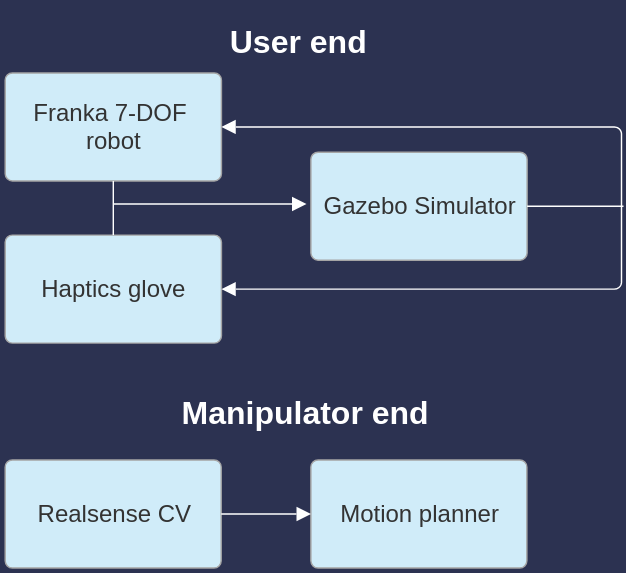 User end
Franka 7-DOF
robot
Gazebo Simulator
Haptics glove
Manipulator end
Realsense CV
Motion planner